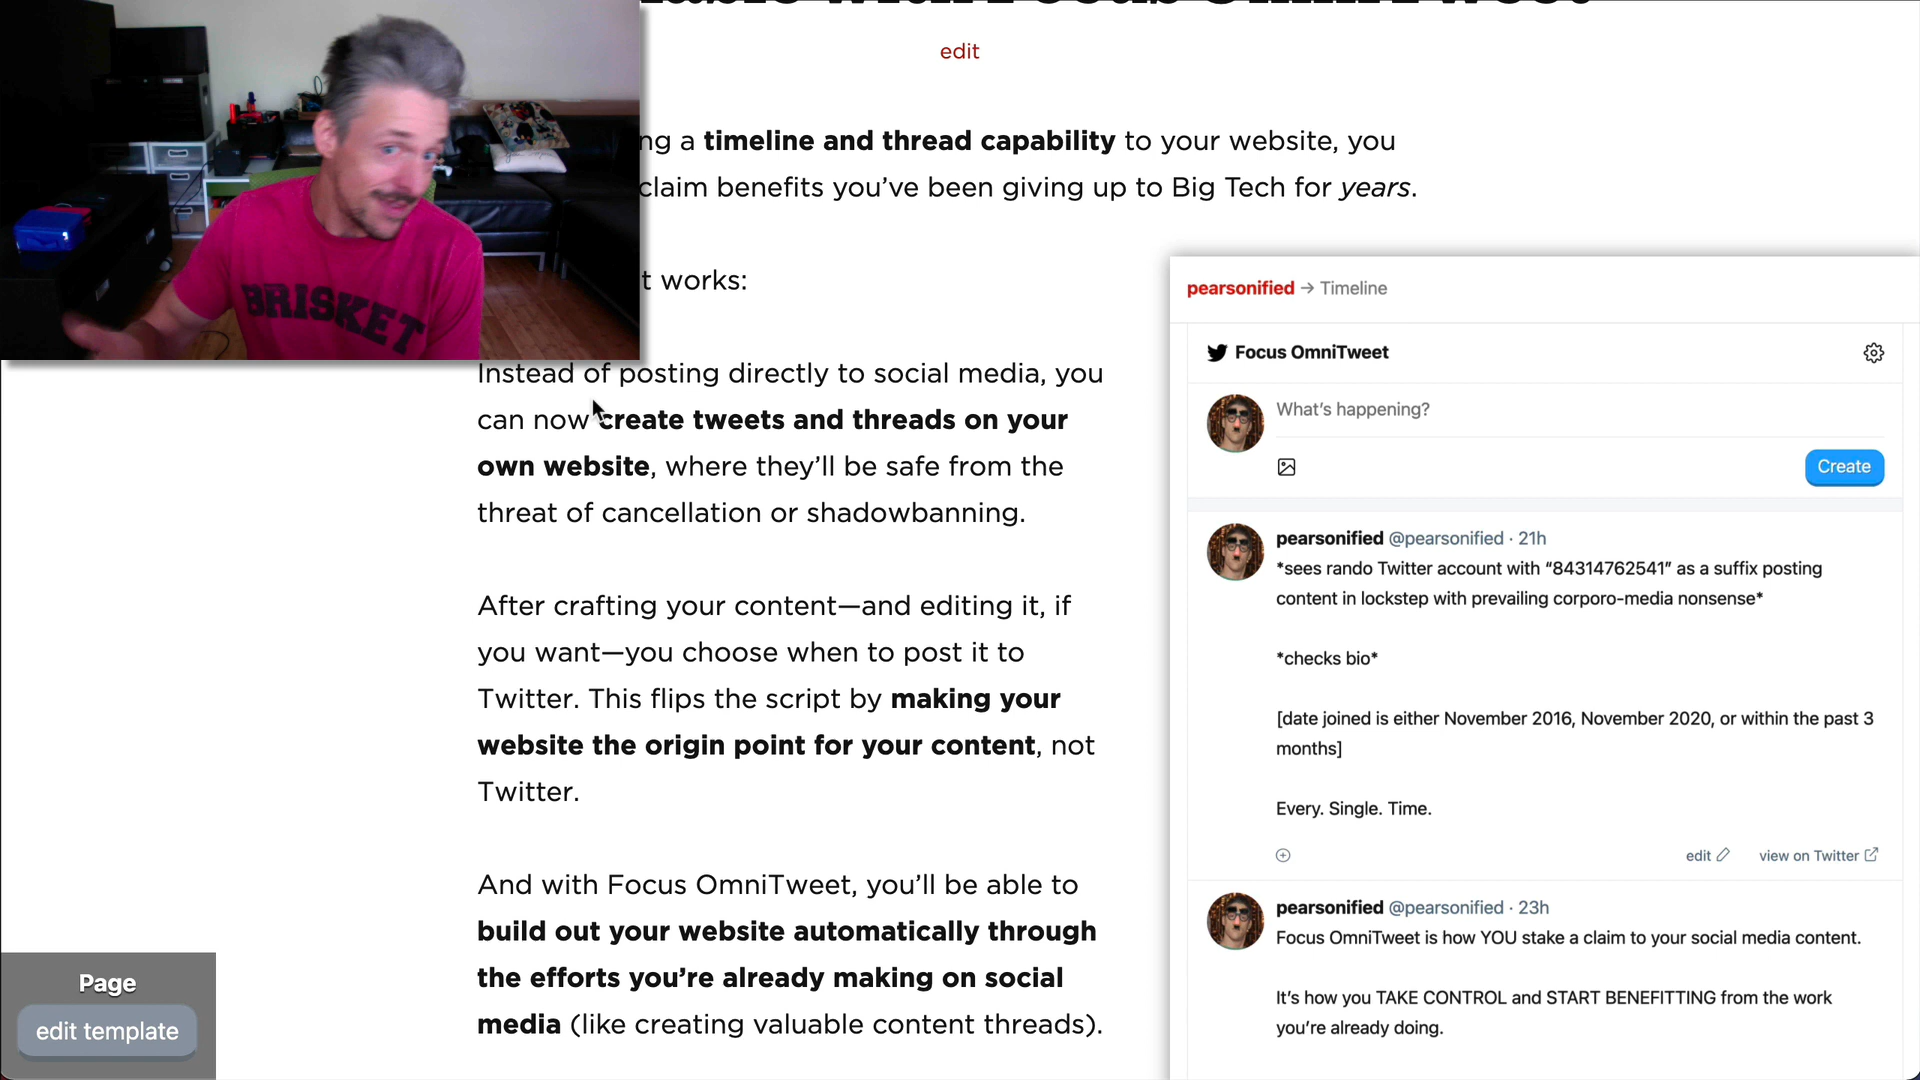 edit
ng a timeline and thread capability to your website, you
claim benefits you’ve been giving up to Big Tech for years.
t works:
BRISKET
Instead of posting directly to social media, you
can now create tweets and threads on your
own website, where they’ll be safe from the
threat of cancellation or shadowbanning.
After crafting your content—and editing it, if
you want—you choose when to post it to
Twitter. This flips the script by making your
website the origin point for your content, not
Twitter.
And with Focus OmniTweet, you’ll be able to
build out your website automatically through
the efforts you’re already making on social
media (like creating valuable content threads).
Page
edit template
pearsonified → Timeline
Focus OmniTweet
What’s happening?
Create
pearsonified @pearsonified · 21h
*sees rando Twitter account with “84314762541” as a suffix posting
content in lockstep with prevailing corporo-media nonsense*
*checks bio*
[date joined is either November 2016, November 2020, or within the past 3
months]
Every. Single. Time.
edit view on Twitter
pearsonified @pearsonified · 23h
Focus OmniTweet is how YOU stake a claim to your social media content.
It’s how you TAKE CONTROL and START BENEFITTING from the work
you’re already doing.